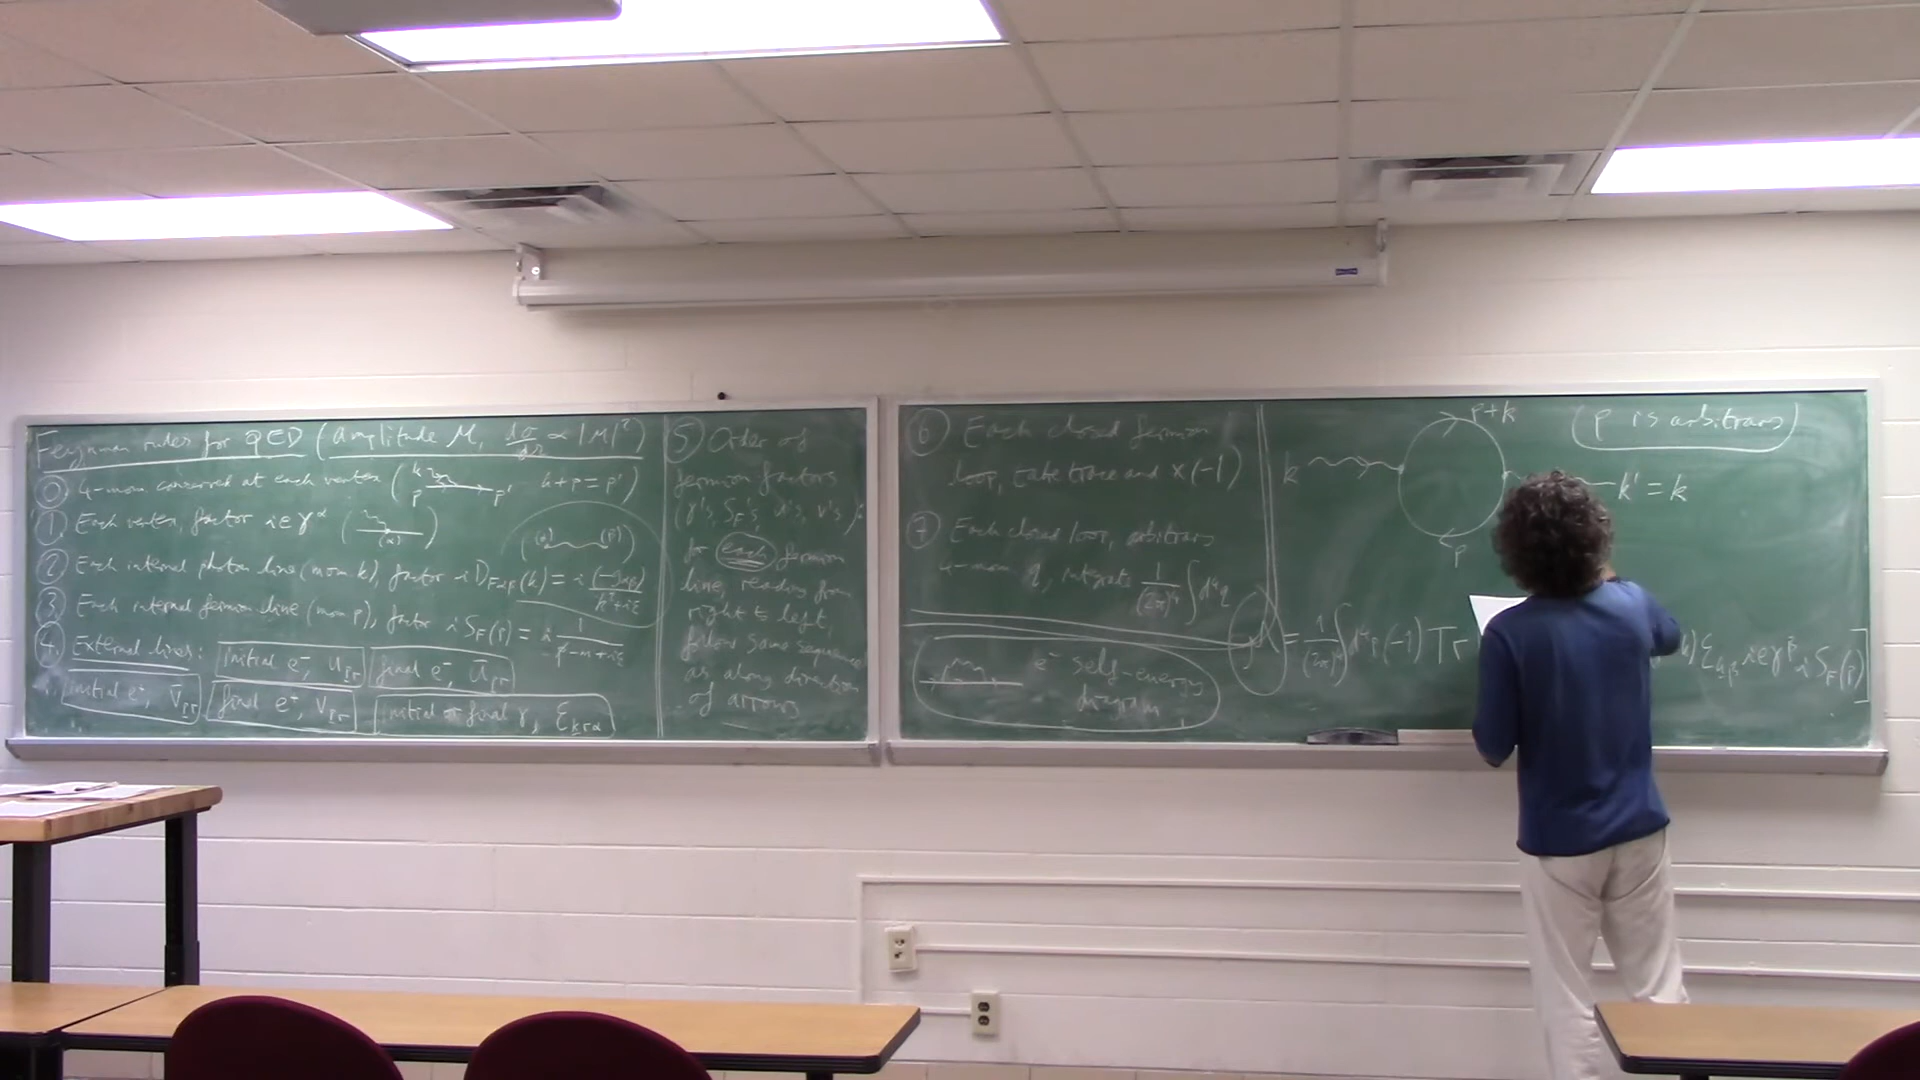 Feynman rules for QED (amplitude M, dσ/dΩ ∝ |M|²)
⓪ 4-mom conserved at each vertex ( k p p' k+p=p' )
① Each vertex, factor ieγ^α ( (α) )
② Each internal photon line (mom k), factor iD_Fαβ(k) = i (-g_αβ)/(k²+iε)
(α) (β)
③ Each internal fermion line (mom p), factor iS_F(p) = i 1/(p̸-m+iε)
④ External lines: initial e⁻, u_pr final e⁻, ū_pr
initial e⁻, v̄_pr final e⁻, v_pr initial or final γ, ε_krα
⑤ Order of
fermion factors
(γ's, S_F's, u's, v's):
for each fermion
line, reading from
right to left,
follows same sequence
as along direction
of arrows
⑥ Each closed fermion
loop, take trace and ×(-1)
⑦ Each closed loop, arbitrary
4-mom q, integrate 1/(2π)⁴ ∫d⁴q
e⁻ self-energy
diagram
k p+k p k'=k
(p is arbitrary)
M = 1/(2π)⁴ ∫d⁴p (-1) Tr k) ε_kβ ieγ^β iS_F(p)]